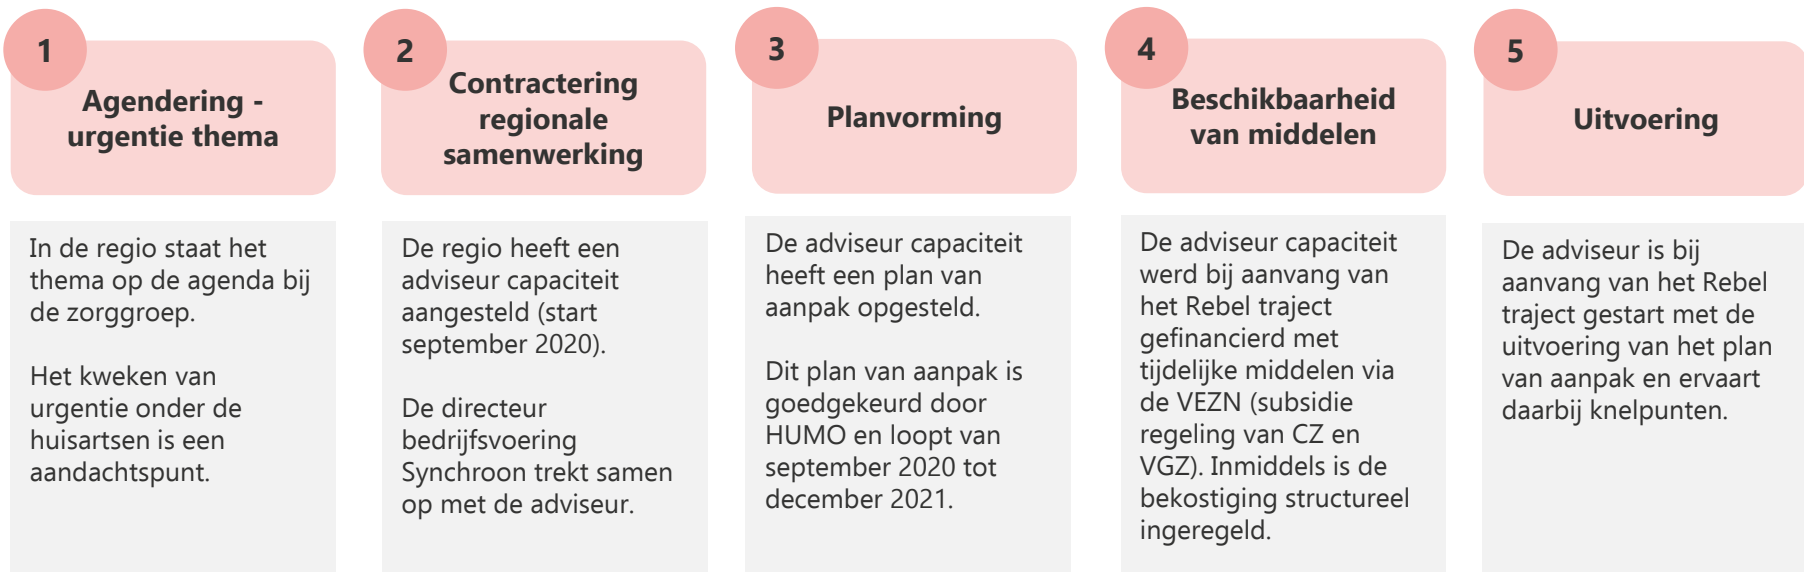 1
Agendering -
urgentie thema
In de regio staat het
thema op de agenda bij
de zorggroep.
Het kweken van
urgentie onder de
huisartsen is een
aandachtspunt.
2
Contractering
regionale
samenwerking
De regio heeft een
adviseur capaciteit
aangesteld (start
september 2020).
De directeur
bedrijfsvoering
Synchroon trekt samen
op met de adviseur.
3
Planvorming
De adviseur capaciteit
heeft een plan van
aanpak opgesteld.
Dit plan van aanpak is
goedgekeurd door
HUMO en loopt van
september 2020 tot
december 2021.
4
Beschikbaarheid
van middelen
De adviseur capaciteit
werd bij aanvang van
het Rebel traject
gefinancierd met
tijdelijke middelen via
de VEZN (subsidie
regeling van CZ en
VGZ). Inmiddels is de
bekostiging structureel
ingeregeld.
5
Uitvoering
De adviseur is bij
aanvang van het Rebel
traject gestart met de
uitvoering van het plan
van aanpak en ervaart
daarbij knelpunten.